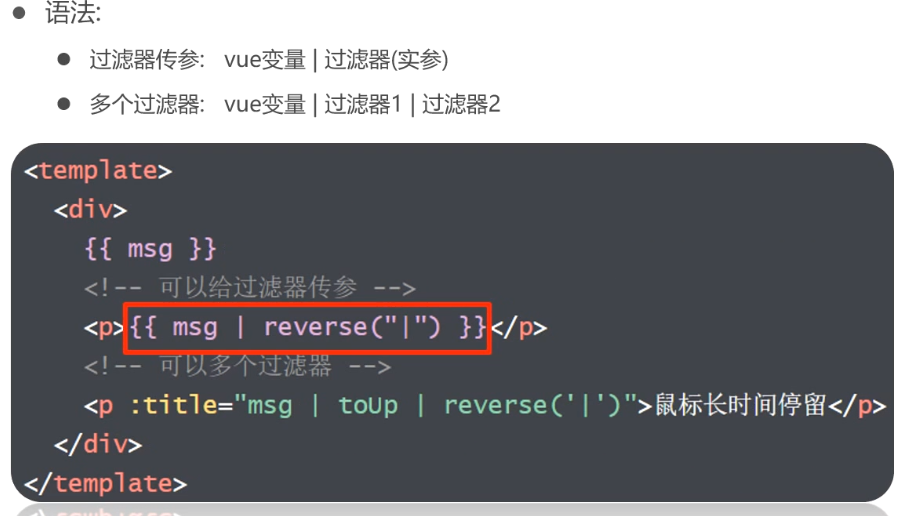 语法:
过滤器传参: vue变量 | 过滤器(实参)
多个过滤器: vue变量 | 过滤器1 | 过滤器2
<template>
<div>
{{ msg }}
<!-- 可以给过滤器传参 -->
<p>{{ msg | reverse("|") }}</p>
<!-- 可以多个过滤器 -->
<p :title="msg | toUp | reverse('|')">鼠标长时间停留</p>
</div>
</template>